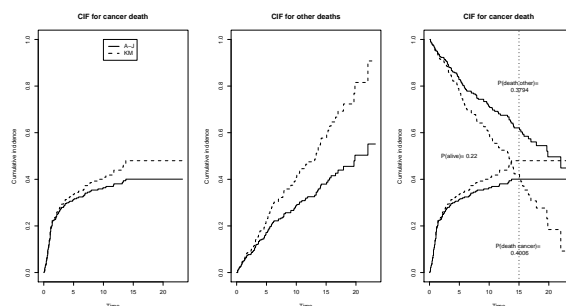 CIF for cancer death
Cumulative incidence
0.0 0.2 0.4 0.6 0.8 1.0
A-J
KM
0 5 10 15 20
Time
CIF for other deaths
Cumulative incidence
0.0 0.2 0.4 0.6 0.8 1.0
0 5 10 15 20
Time
CIF for cancer death
Cumulative incidence
0.0 0.2 0.4 0.6 0.8 1.0
P(death other)=
0.3794
P(alive)= 0.22
P(death cancer)=
0.4006
0 5 10 15 20
Time